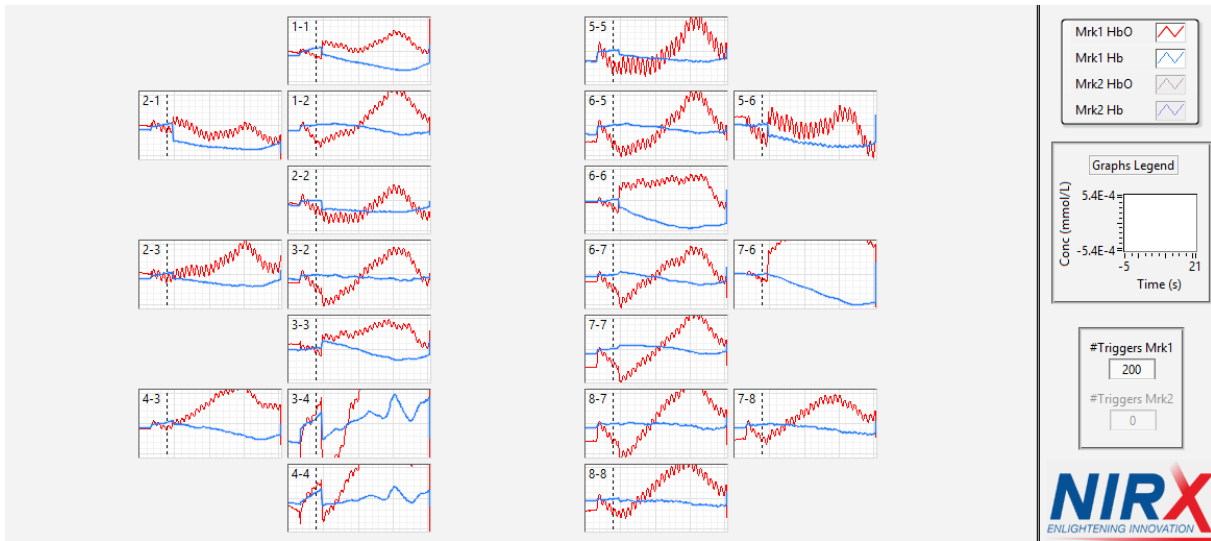 1-1
5-5
2-1
1-2
6-5
5-6
2-2
6-6
2-3
3-2
6-7
7-6
3-3
7-7
4-3
3-4
8-7
7-8
4-4
8-8
Mrk1 HbO
Mrk1 Hb
Mrk2 HbO
Mrk2 Hb
Graphs Legend
Conc (mmol/L)
5.4E-4
-5.4E-4
-5 21
Time (s)
#Triggers Mrk1
200
#Triggers Mrk2
0
NIRX
ENLIGHTENING INNOVATION